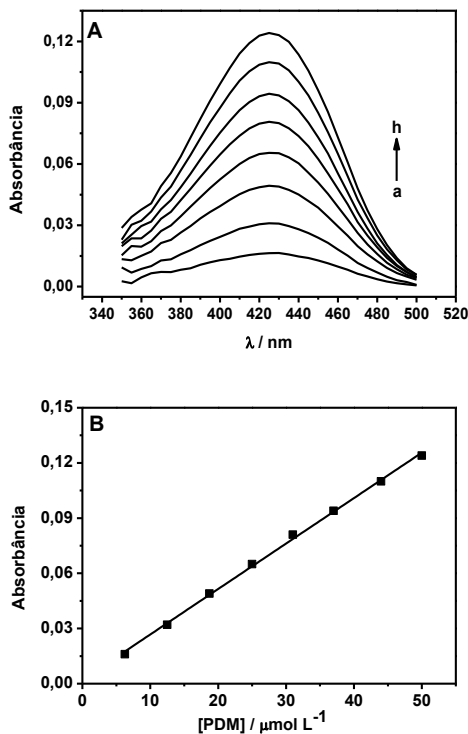 A
0,12
0,09
0,06
0,03
0,00
Absorbância
h
a
340 360 380 400 420 440 460 480 500 520
λ / nm
B
0,15
0,12
0,09
0,06
0,03
0,00
Absorbância
0 10 20 30 40 50
[PDM] / μmol L⁻¹